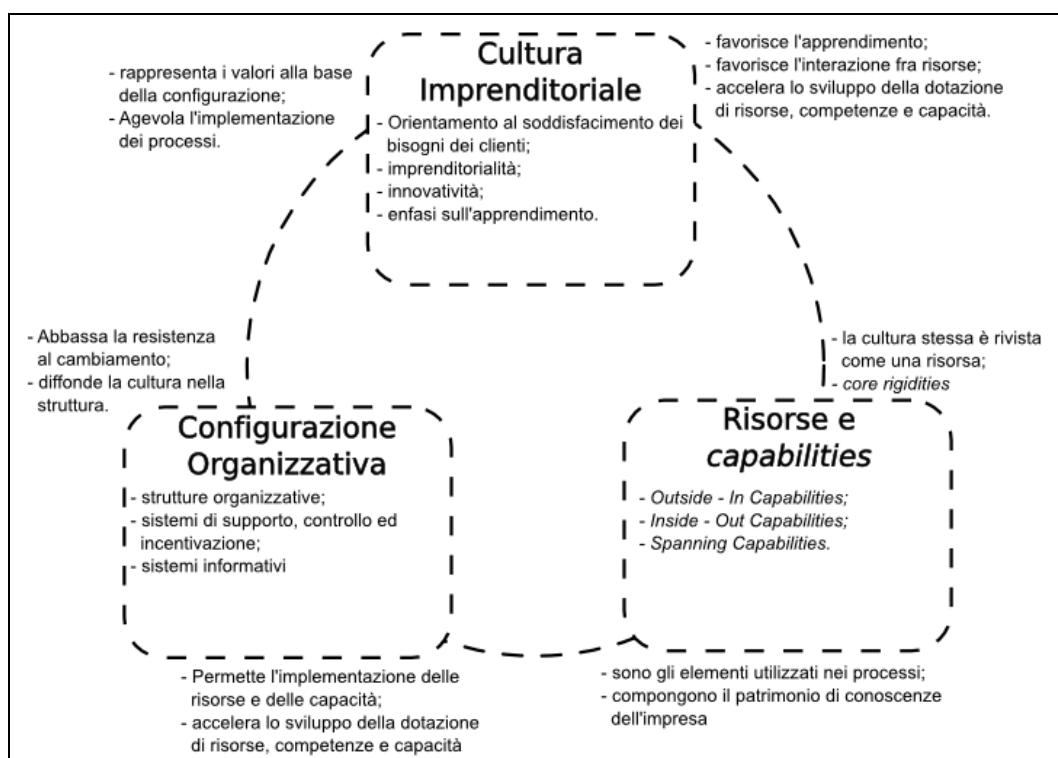 - rappresenta i valori alla base
della configurazione;
- Agevola l'implementazione
dei processi.
Cultura
Imprenditoriale
- Orientamento al soddisfacimento dei
bisogni dei clienti;
- imprenditorialità;
- innovatività;
- enfasi sull'apprendimento.
- favorisce l'apprendimento;
- favorisce l'interazione fra risorse;
- accelera lo sviluppo della dotazione
di risorse, competenze e capacità.
- Abbassa la resistenza
al cambiamento;
- diffonde la cultura nella
struttura.
- la cultura stessa è rivista
come una risorsa;
- core rigidities
Configurazione
Organizzativa
- strutture organizzative;
- sistemi di supporto, controllo ed
incentivazione;
- sistemi informativi
Risorse e
capabilities
- Outside - In Capabilities;
- Inside - Out Capabilities;
- Spanning Capabilities.
- Permette l'implementazione delle
risorse e delle capacità;
- accelera lo sviluppo della dotazione
di risorse, competenze e capacità
- sono gli elementi utilizzati nei processi;
- compongono il patrimonio di conoscenze
dell'impresa